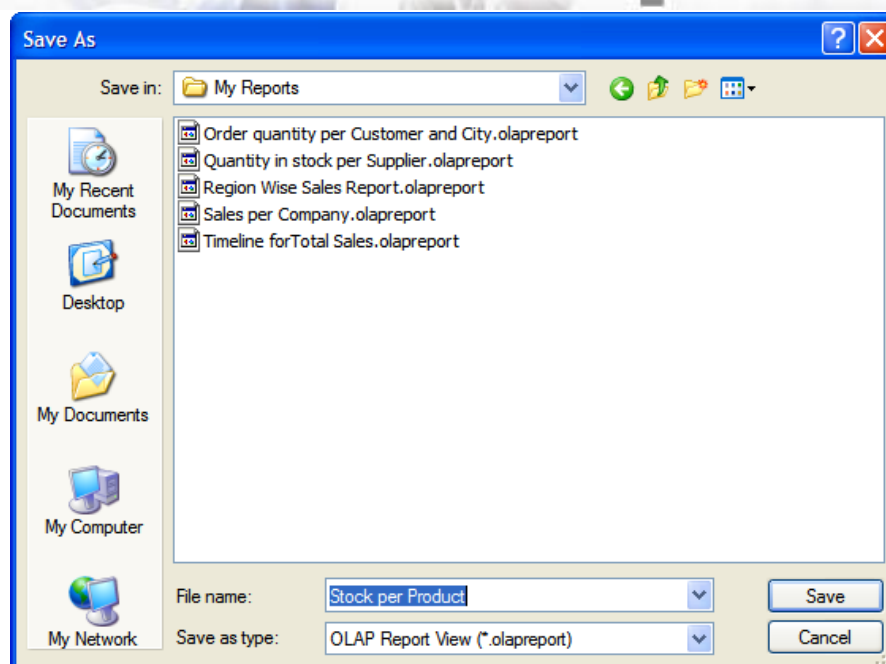 Save As
Save in: My Reports
Order quantity per Customer and City.olapreport
Quantity in stock per Supplier.olapreport
Region Wise Sales Report.olapreport
Sales per Company.olapreport
Timeline forTotal Sales.olapreport
My Recent
Documents
Desktop
My Documents
My Computer
My Network
File name: Stock per Product Save
Save as type: OLAP Report View (*.olapreport) Cancel